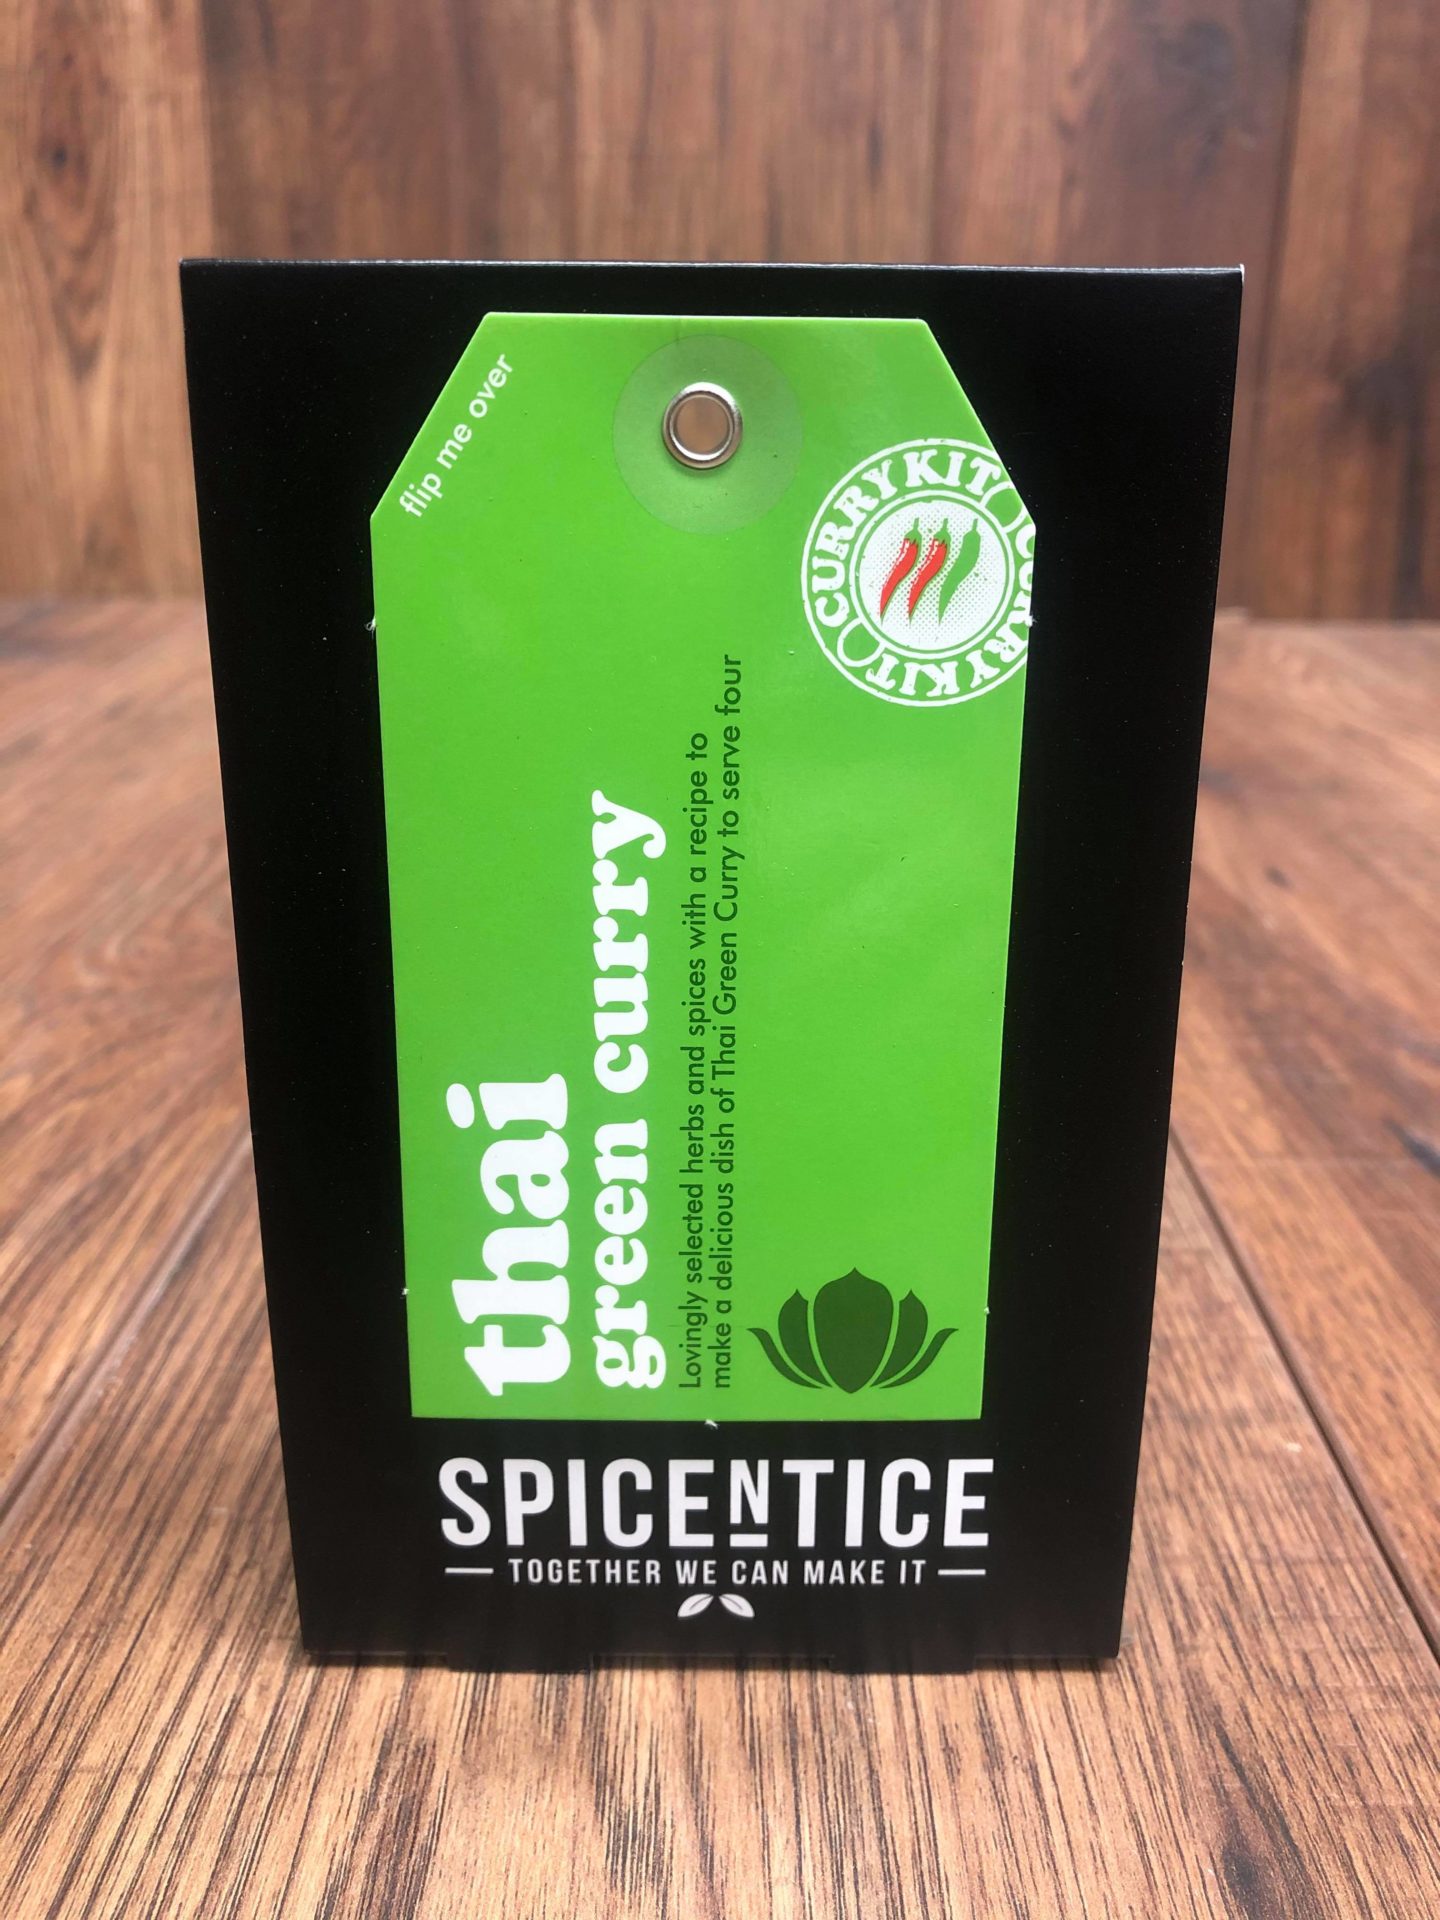 flip me over
CURRY KIT CURRY KIT
thai
green curry
Lovingly selected herbs and spices with a recipe to
make a delicious dish of Thai Green Curry to serve four
SPICENTICE
TOGETHER WE CAN MAKE IT